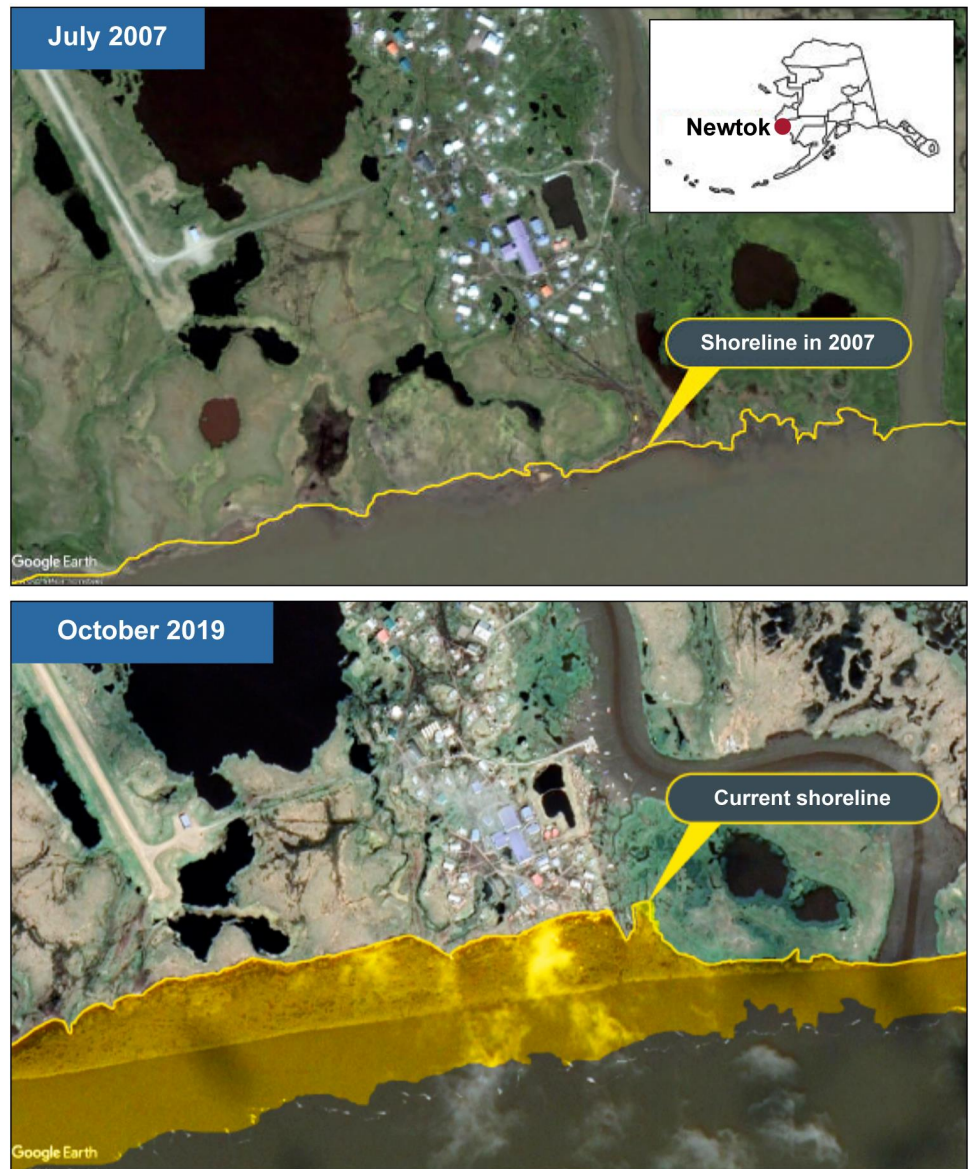 July 2007
Newtok
Shoreline in 2007
Google Earth
October 2019
Current shoreline
Google Earth